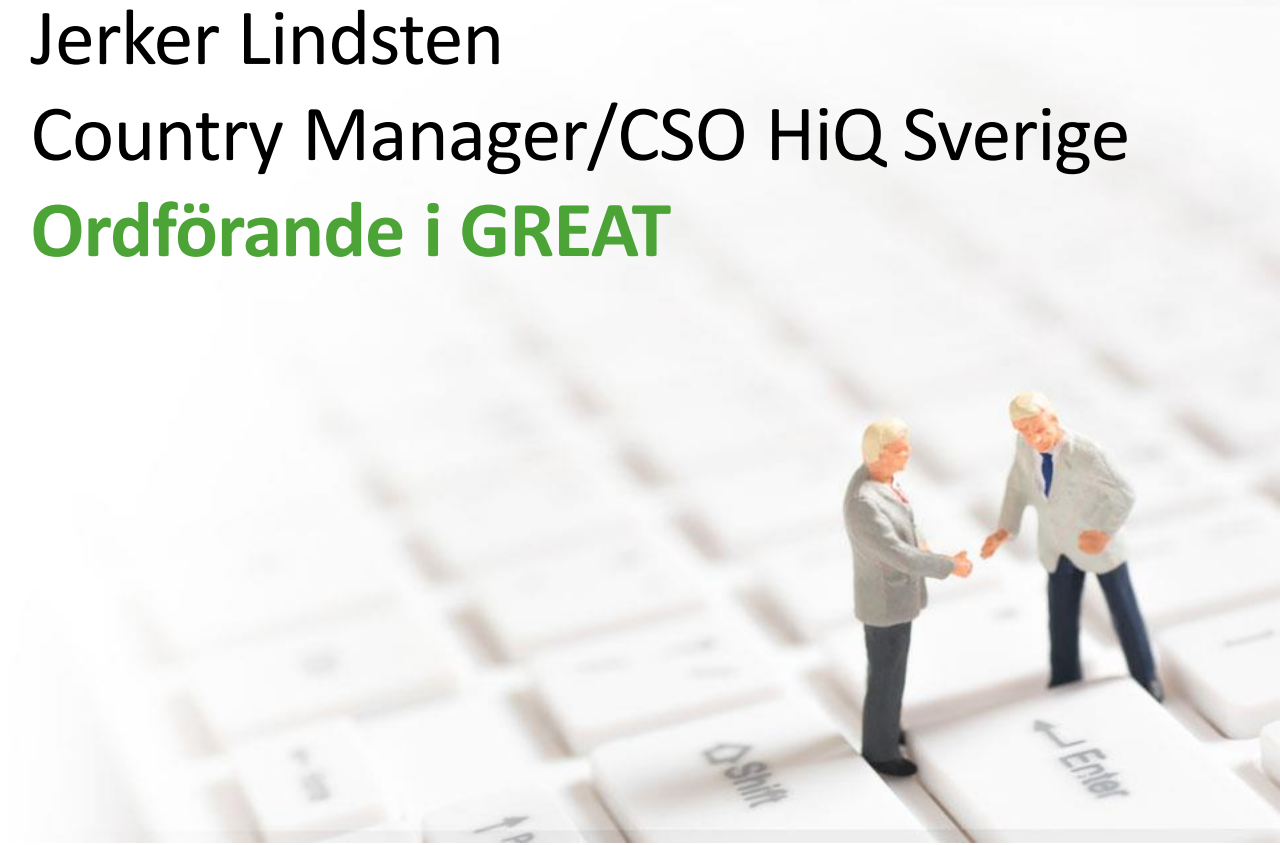 Jerker Lindsten
Country Manager/CSO HiQ Sverige
Ordförande i GREAT
Shift
Enter